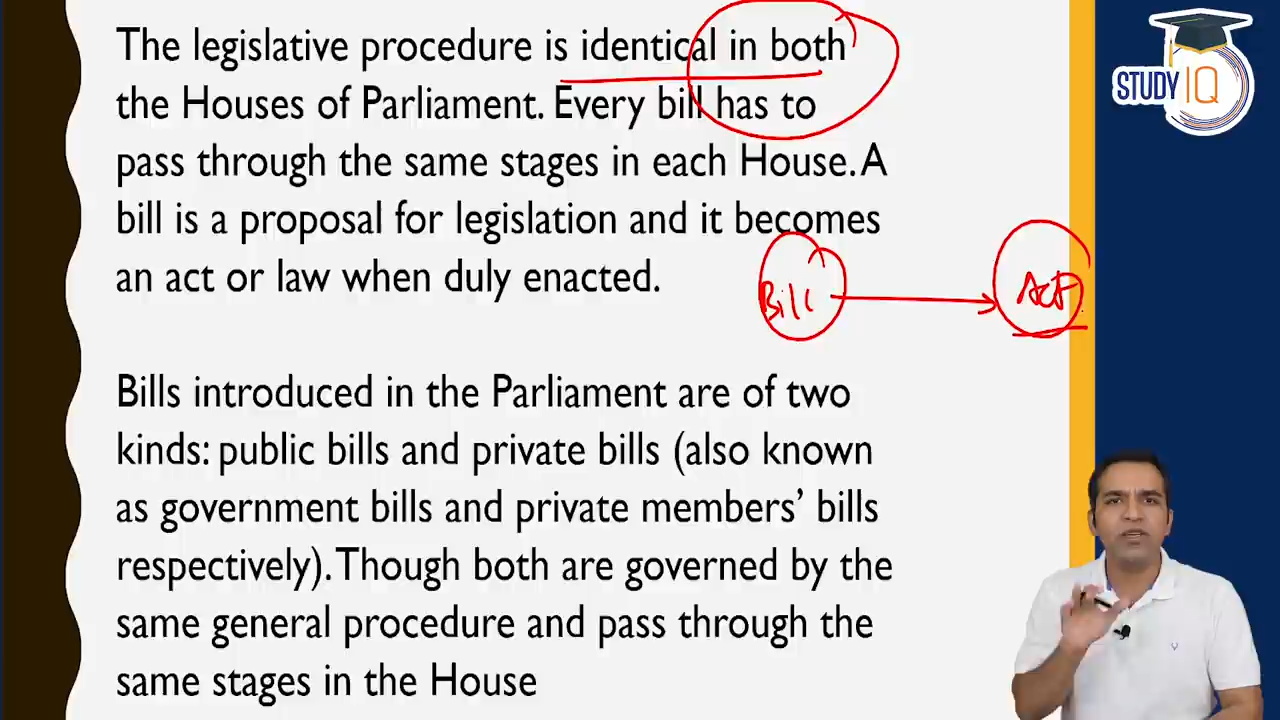 The legislative procedure is identical in both
the Houses of Parliament. Every bill has to
pass through the same stages in each House. A
bill is a proposal for legislation and it becomes
an act or law when duly enacted.
Bill
Act
Bills introduced in the Parliament are of two
kinds: public bills and private bills (also known
as government bills and private members’ bills
respectively). Though both are governed by the
same general procedure and pass through the
same stages in the House
STUDY IQ